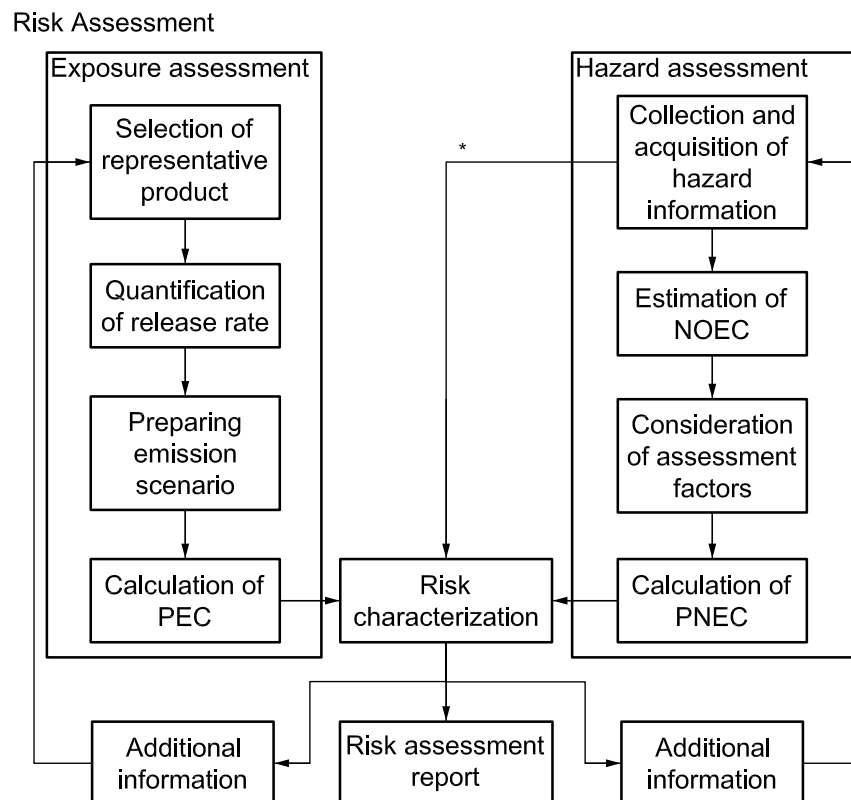 Risk Assessment
Exposure assessment
Selection of
representative
product
Quantification
of release rate
Preparing
emission
scenario
Calculation of
PEC
*
Hazard assessment
Collection and
acquisition of
hazard
information
Estimation of
NOEC
Consideration
of assessment
factors
Calculation of
PNEC
Risk
characterization
Additional
information
Risk assessment
report
Additional
information